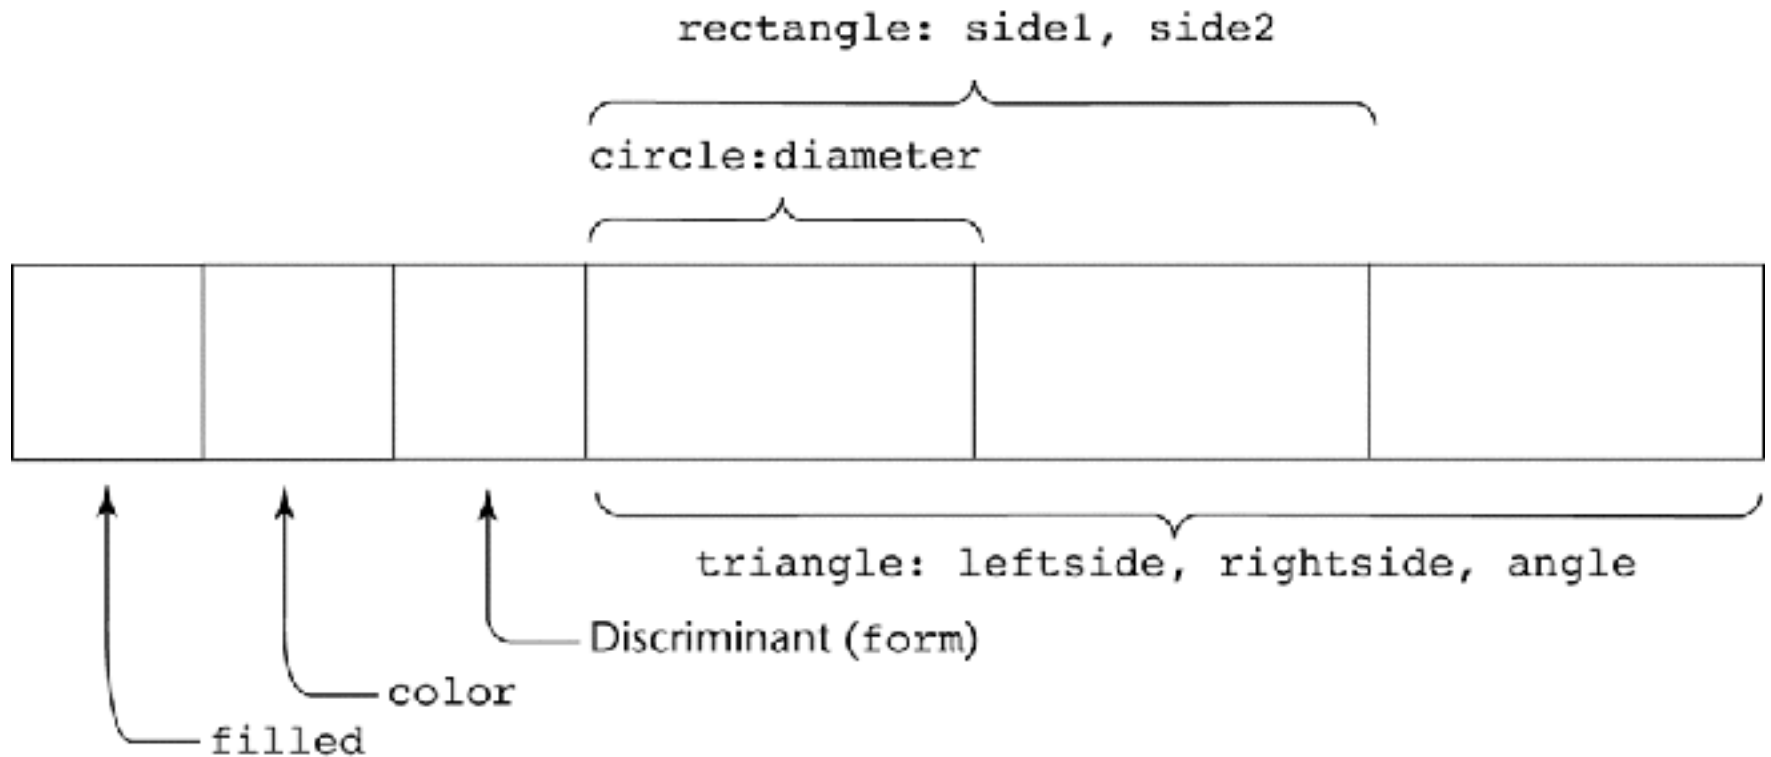 rectangle: side1, side2
circle:diameter
triangle: leftside, rightside, angle
Discriminant (form)
color
filled